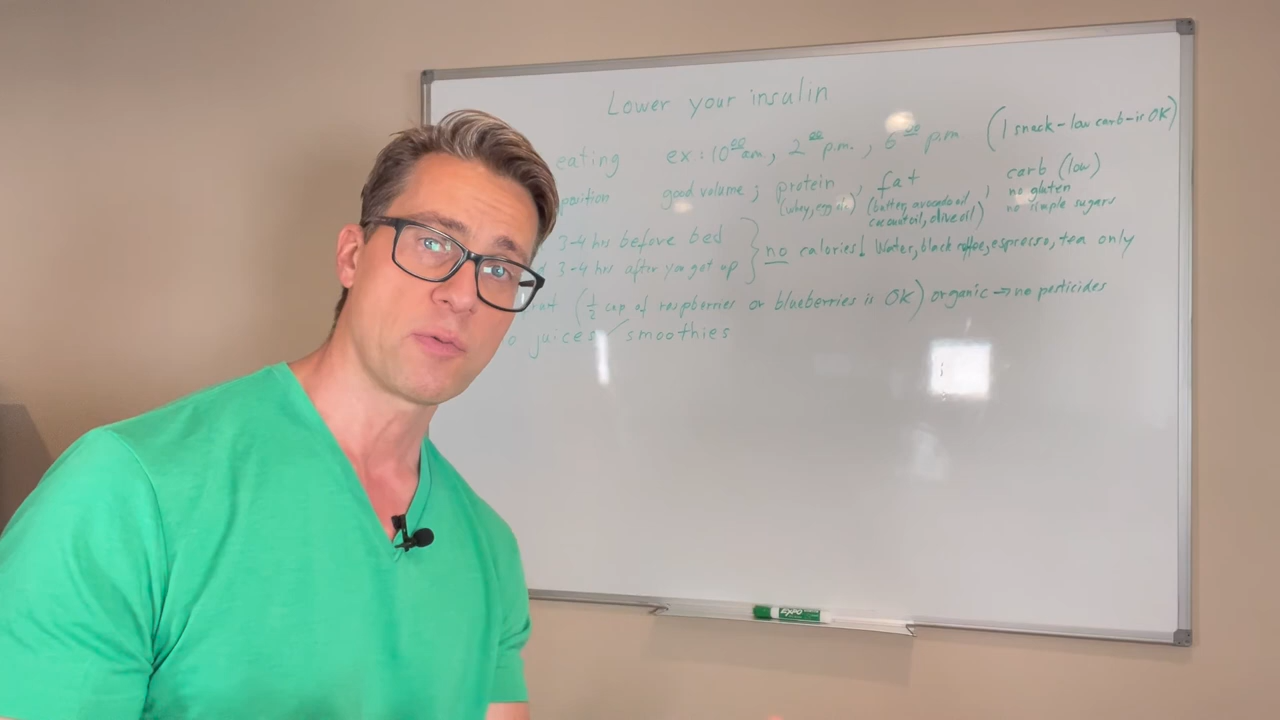 Lower your insulin
eating ex: 10 00 am., 2 00 p.m., 6 00 p.m (1 snack - low carb - is OK)
position good volume; protein, fat, carb (low)
(whey, egg etc) (butter, avocado oil no gluten
cocount oil, olive oil) no simple sugars
3-4 hrs before bed
3-4 hrs after you got up } no calories! Water, black coffee, espresso, tea only
(1/2 cup of raspberries or blueberries is OK) organic → no pesticides
o juices / smoothies
EXPO